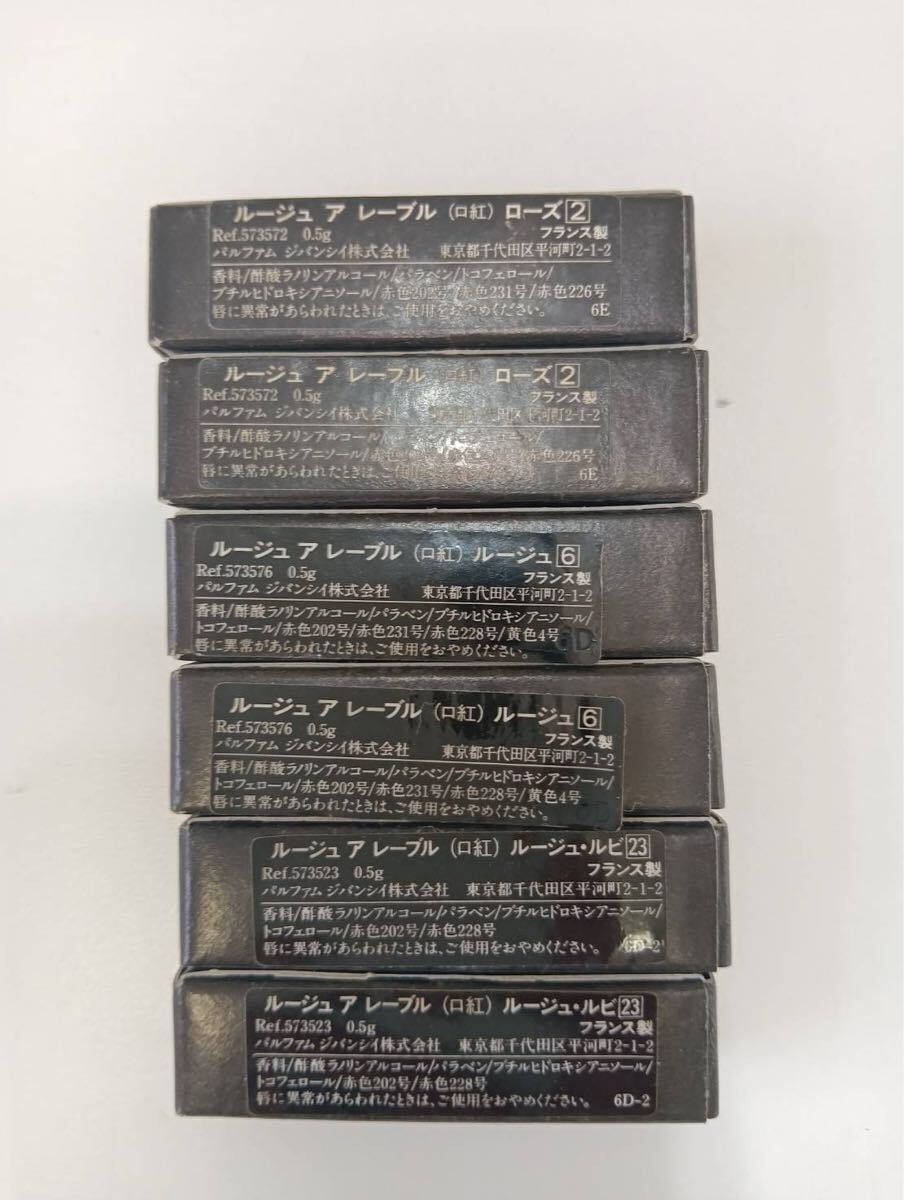 ルージュ ア レーブル (口紅) ローズ 2
Ref.573572 0.5g フランス製
パルファム ジバンシイ株式会社 東京都千代田区平河町2-1-2
香料/酢酸ラノリンアルコール/パラベン/トコフェロール/
ブチルヒドロキシアニソール/赤色202号/赤色231号/赤色226号
唇に異常があらわれたときは、ご使用をおやめください。 6E
ルージュ ア レーブル (口紅) ローズ 2
Ref.573572 0.5g フランス製
パルファム ジバンシイ株式会社 千代田区平河町2-1-2
香料/酢酸ラノリンアルコール/
ブチルヒドロキシアニソール/赤色226号
唇に異常があらわれたときは、ご使用をおやめください。 6E
ルージュ ア レーブル (口紅) ルージュ 6
Ref.573576 0.5g フランス製
パルファム ジバンシイ株式会社 東京都千代田区平河町2-1-2
香料/酢酸ラノリンアルコール/パラベン/ブチルヒドロキシアニソール/
トコフェロール/赤色202号/赤色231号/赤色228号/黄色4号
唇に異常があらわれたときは、ご使用をおやめください。 6D
ルージュ ア レーブル (口紅) ルージュ 6
Ref.573576 0.5g フランス製
パルファム ジバンシイ株式会社 東京都千代田区平河町2-1-2
香料/酢酸ラノリンアルコール/パラベン/ブチルヒドロキシアニソール/
トコフェロール/赤色202号/赤色231号/赤色228号/黄色4号
唇に異常があらわれたときは、ご使用をおやめください。 6D
ルージュ ア レーブル (口紅) ルージュ・ルビ 23
Ref.573523 0.5g フランス製
パルファム ジバンシイ株式会社 東京都千代田区平河町2-1-2
香料/酢酸ラノリンアルコール/パラベン/ブチルヒドロキシアニソール/
トコフェロール/赤色202号/赤色228号
唇に異常があらわれたときは、ご使用をおやめください。 6D-2
ルージュ ア レーブル (口紅) ルージュ・ルビ 23
Ref.573523 0.5g フランス製
パルファム ジバンシイ株式会社 東京都千代田区平河町2-1-2
香料/酢酸ラノリンアルコール/パラベン/ブチルヒドロキシアニソール/
トコフェロール/赤色202号/赤色228号
唇に異常があらわれたときは、ご使用をおやめください。 6D-2